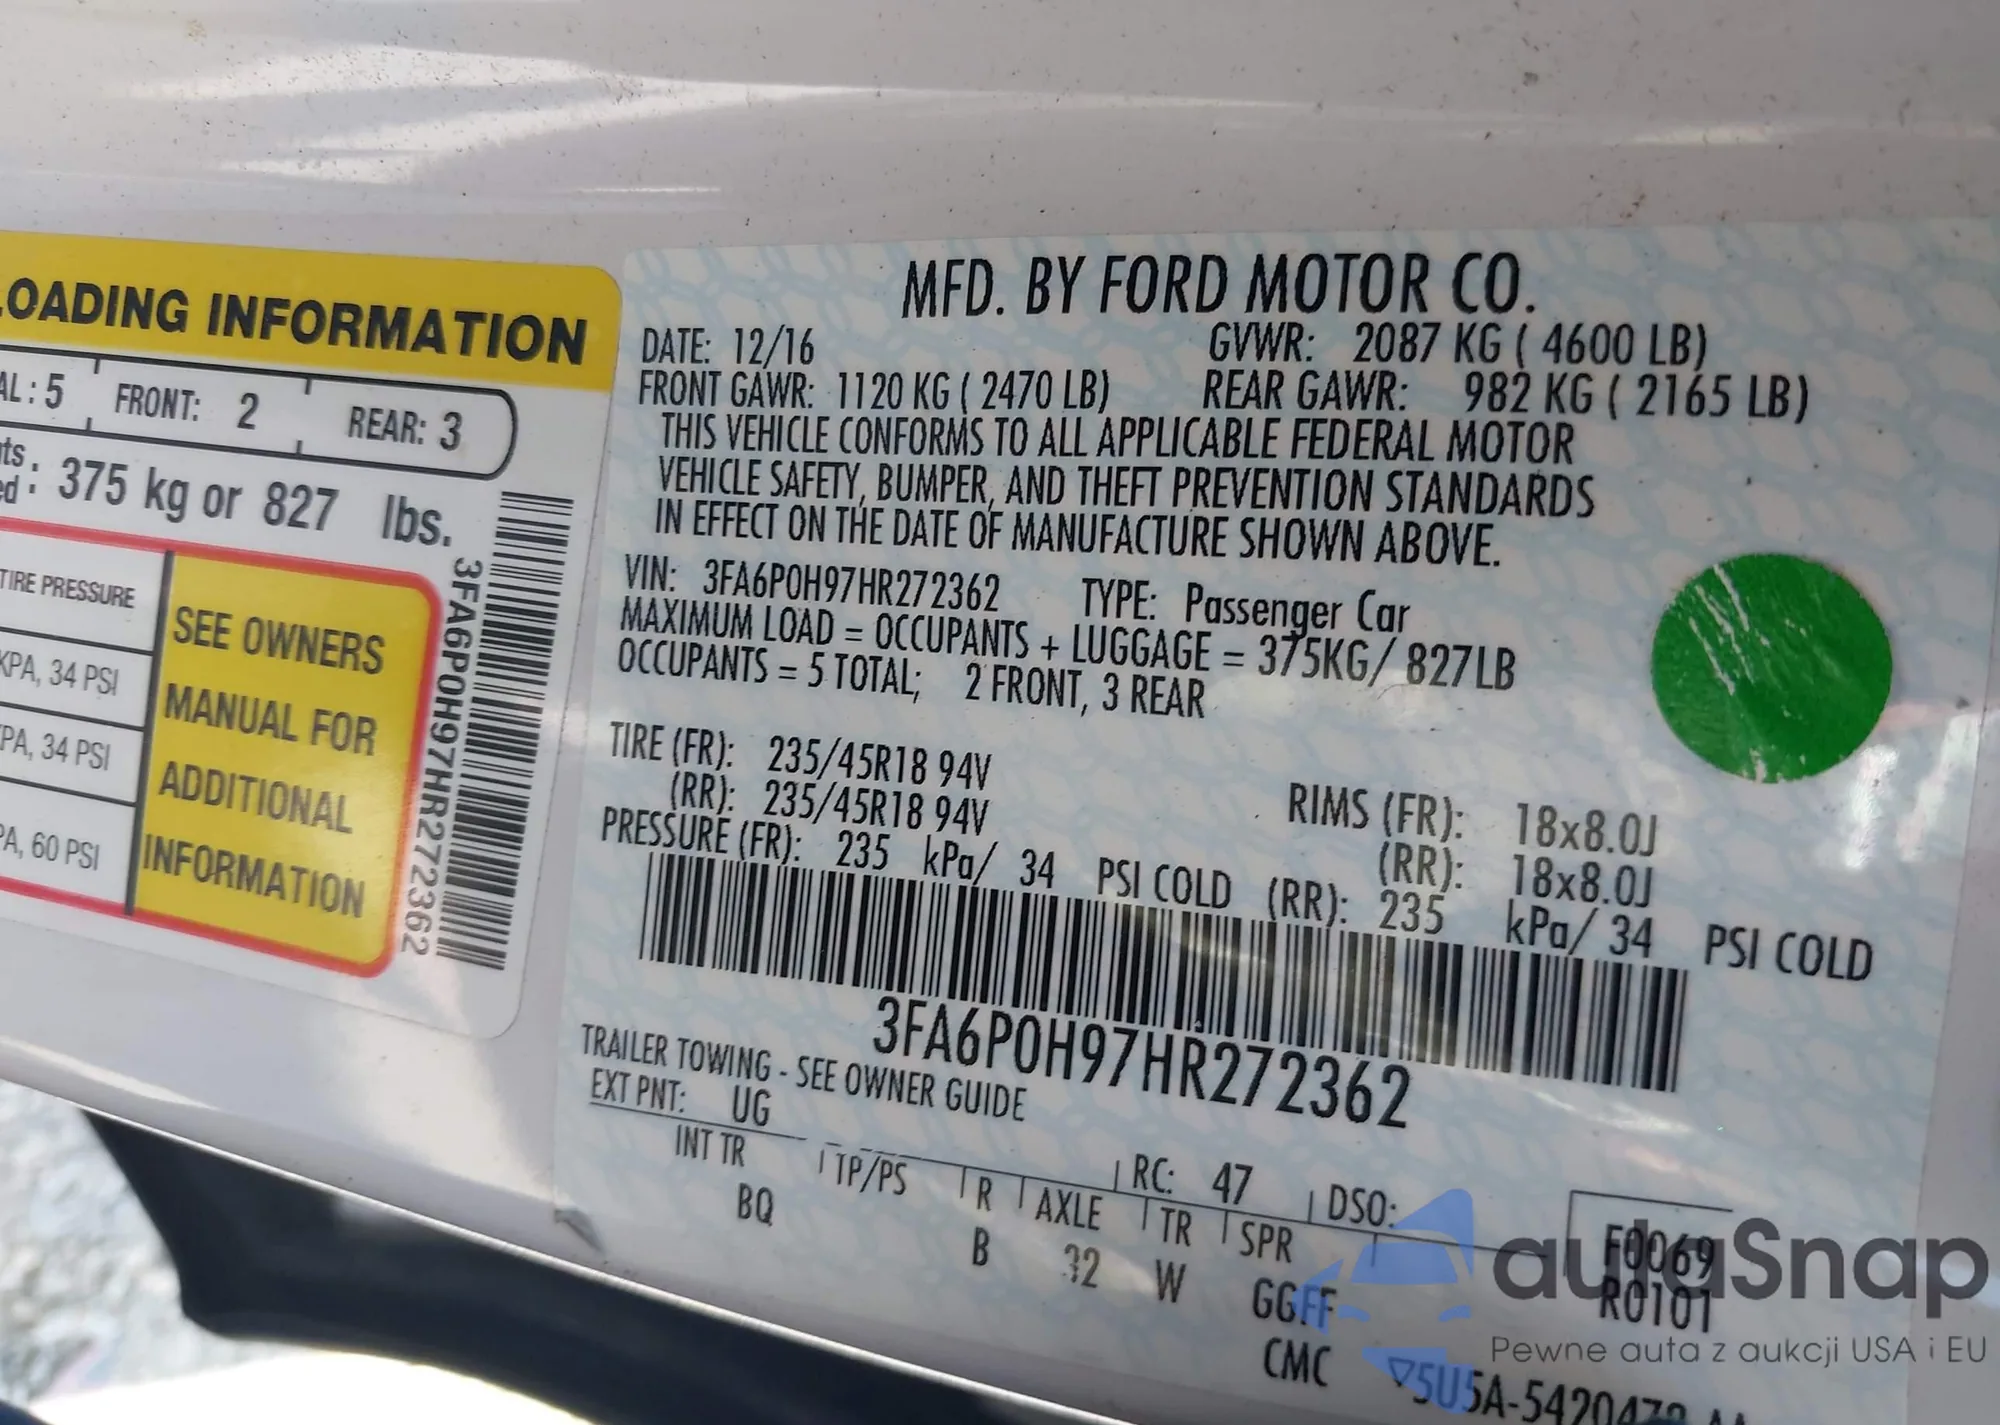 LOADING INFORMATION
AL: 5 FRONT: 2 REAR: 3
: 375 kg or 827 lbs.
TIRE PRESSURE
KPA, 34 PSI
PA, 34 PSI
PA, 60 PSI
SEE OWNERS
MANUAL FOR
ADDITIONAL
INFORMATION
3FA6P0H97HR272362
MFD. BY FORD MOTOR CO.
DATE: 12/16 GVWR: 2087 KG ( 4600 LB)
FRONT GAWR: 1120 KG ( 2470 LB) REAR GAWR: 982 KG ( 2165 LB)
THIS VEHICLE CONFORMS TO ALL APPLICABLE FEDERAL MOTOR
VEHICLE SAFETY, BUMPER, AND THEFT PREVENTION STANDARDS
IN EFFECT ON THE DATE OF MANUFACTURE SHOWN ABOVE.
VIN: 3FA6P0H97HR272362 TYPE: Passenger Car
MAXIMUM LOAD = OCCUPANTS + LUGGAGE = 375KG/ 827LB
OCCUPANTS = 5 TOTAL; 2 FRONT, 3 REAR
TIRE (FR): 235/45R18 94V RIMS (FR): 18x8.0J
(RR): 235/45R18 94V (RR): 18x8.0J
PRESSURE (FR): 235 kPa/ 34 PSI COLD (RR): 235 kPa/ 34 PSI COLD
3FA6P0H97HR272362
TRAILER TOWING - SEE OWNER GUIDE
EXT PNT: UG RC: 47 DSO:
INT TR TP/PS R AXLE TR SPR
BQ B 32 W GGFF
F0069
R0101
CMC ▽5U5A-5420472
autaSnap
Pewne auta z aukcji USA i EU